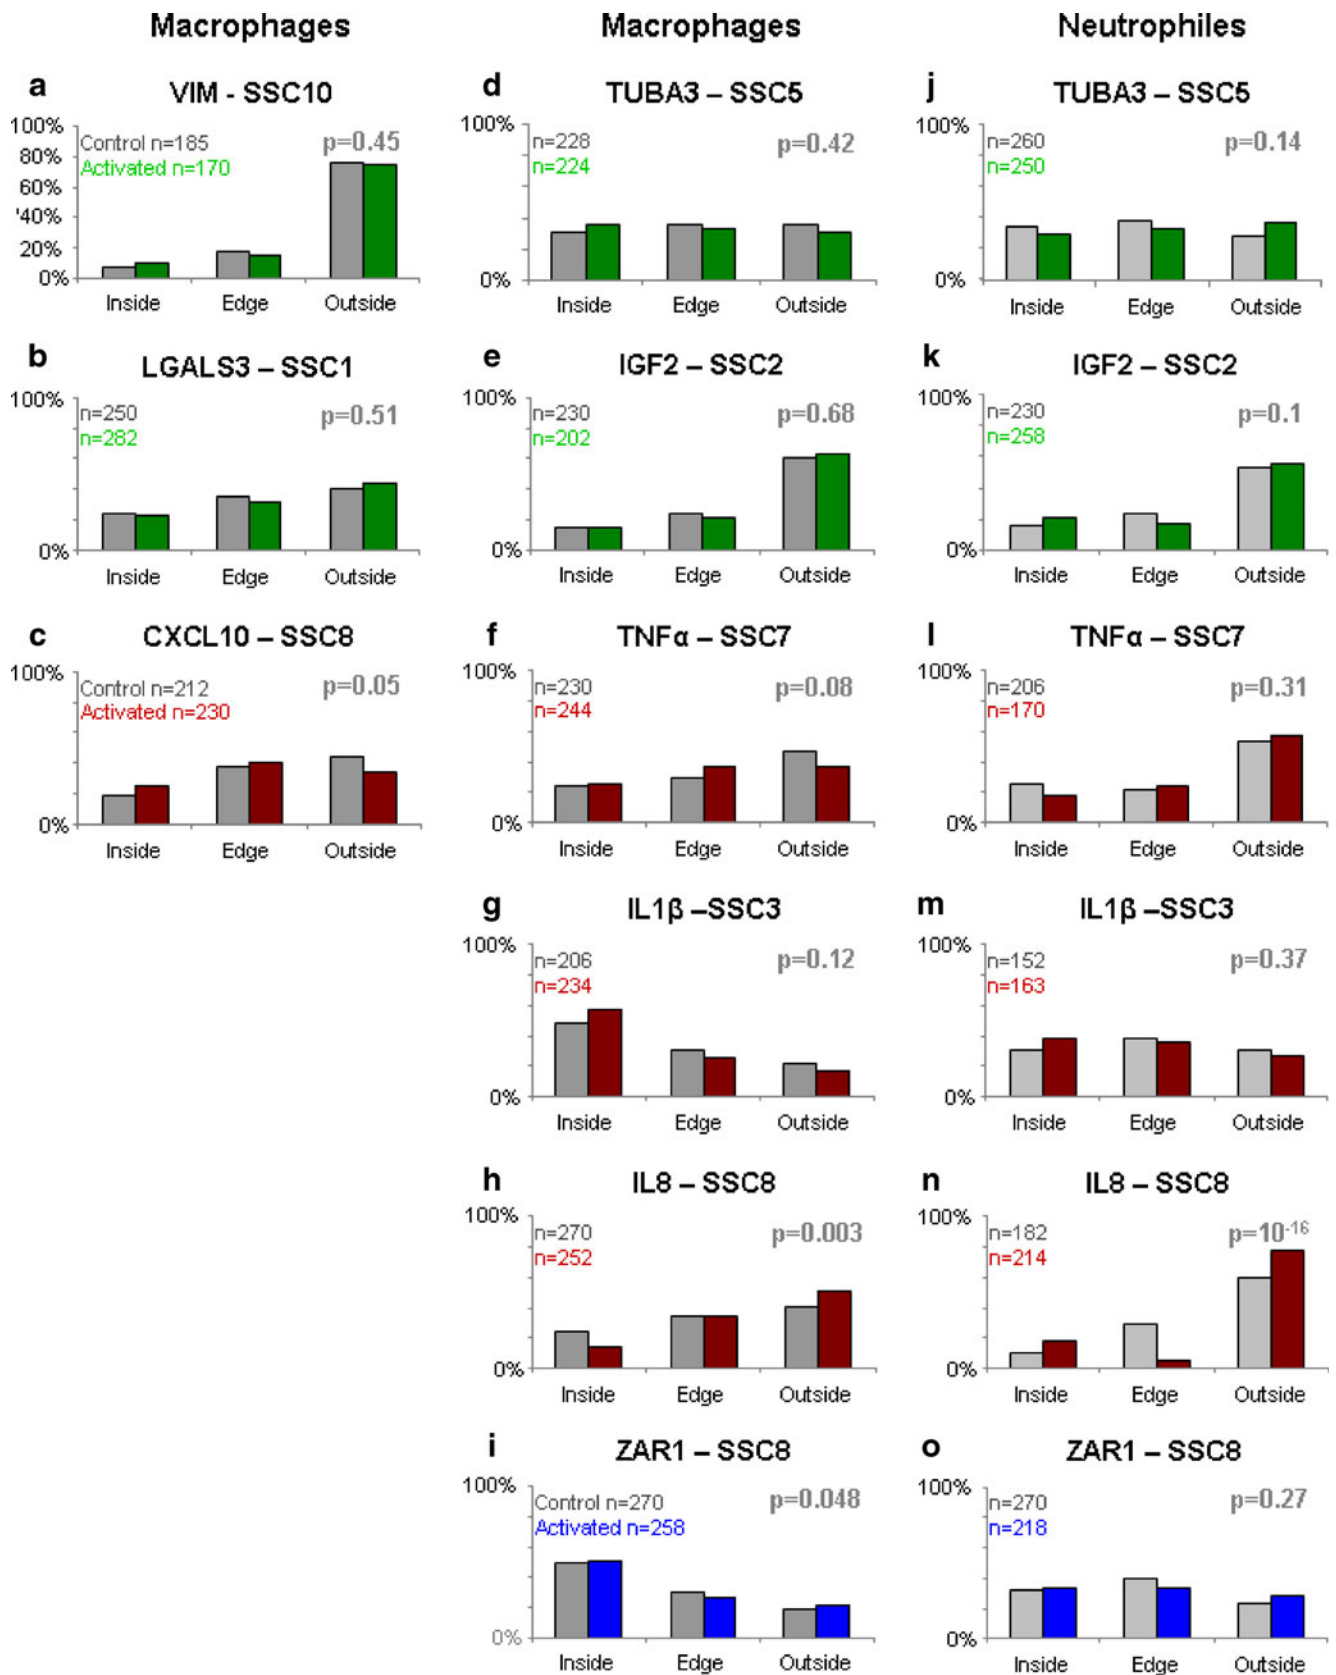 Macrophages
Macrophages
Neutrophiles
a
VIM - SSC10
100%
80%
60%
'40%
20%
0%
Control n=185
Activated n=170
p=0.45
Inside Edge Outside
b
LGALS3 – SSC1
100%
0%
n=250
n=282
p=0.51
Inside Edge Outside
c
CXCL10 – SSC8
100%
0%
Control n=212
Activated n=230
p=0.05
Inside Edge Outside
d
TUBA3 – SSC5
100%
0%
n=228
n=224
p=0.42
Inside Edge Outside
e
IGF2 – SSC2
100%
0%
n=230
n=202
p=0.68
Inside Edge Outside
f
TNFα – SSC7
100%
0%
n=230
n=244
p=0.08
Inside Edge Outside
g
IL1β –SSC3
100%
0%
n=206
n=234
p=0.12
Inside Edge Outside
h
IL8 – SSC8
100%
0%
n=270
n=252
p=0.003
Inside Edge Outside
i
ZAR1 – SSC8
100%
0%
Control n=270
Activated n=258
p=0.048
Inside Edge Outside
j
TUBA3 – SSC5
100%
0%
n=260
n=250
p=0.14
Inside Edge Outside
k
IGF2 – SSC2
100%
0%
n=230
n=258
p=0.1
Inside Edge Outside
l
TNFα – SSC7
100%
0%
n=206
n=170
p=0.31
Inside Edge Outside
m
IL1β –SSC3
100%
0%
n=152
n=163
p=0.37
Inside Edge Outside
n
IL8 – SSC8
100%
0%
n=182
n=214
p=10⁻¹⁶
Inside Edge Outside
o
ZAR1 – SSC8
100%
0%
n=270
n=218
p=0.27
Inside Edge Outside